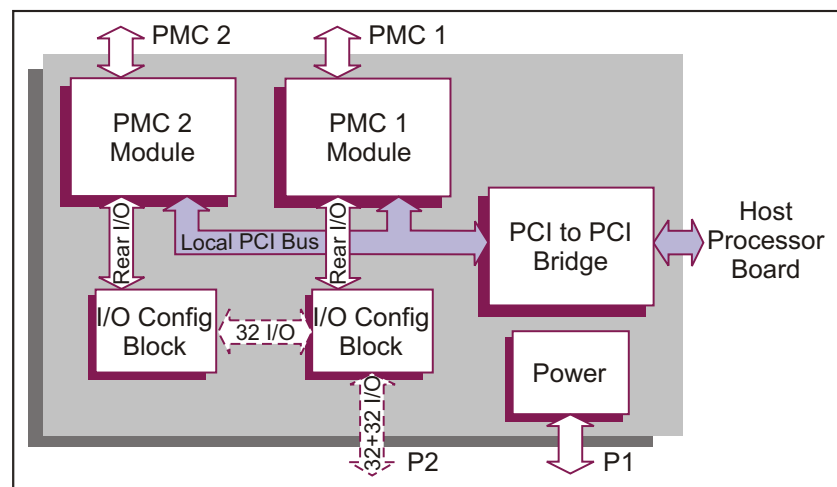 PMC 2
PMC 1
PMC 2
Module
PMC 1
Module
Rear I/O
Local PCI Bus
Rear I/O
PCI to PCI
Bridge
Host
Processor
Board
I/O Config
Block
32 I/O
I/O Config
Block
Power
32+32 I/O
P2
P1